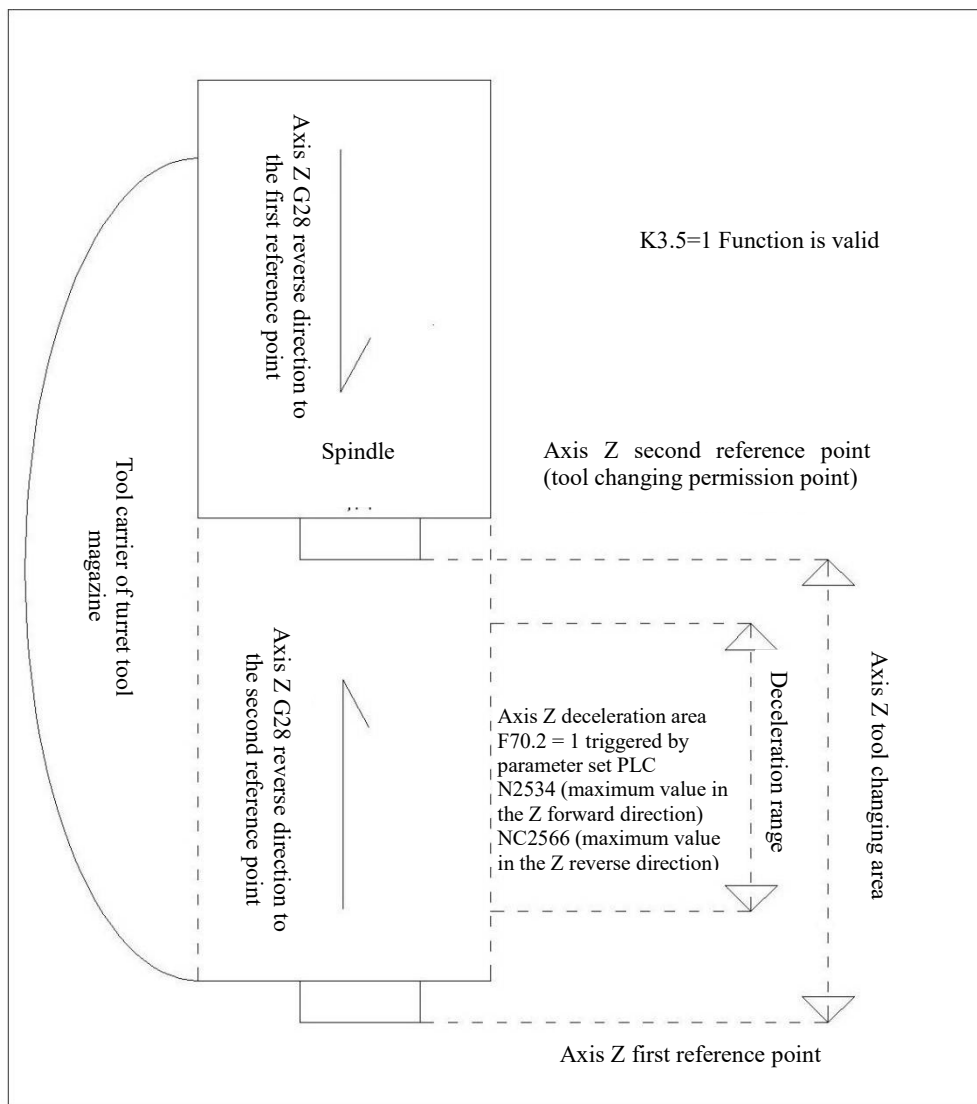 Axis Z G28 reverse direction to
the first reference point
K3.5=1 Function is valid
Spindle
Axis Z second reference point
(tool changing permission point)
Tool carrier of turret tool
magazine
Axis Z G28 reverse direction to
the second reference point
Axis Z deceleration area
F70.2 = 1 triggered by
parameter set PLC
N2534 (maximum value in
the Z forward direction)
NC2566 (maximum value
in the Z reverse direction)
Deceleration range
Axis Z tool changing area
Axis Z first reference point